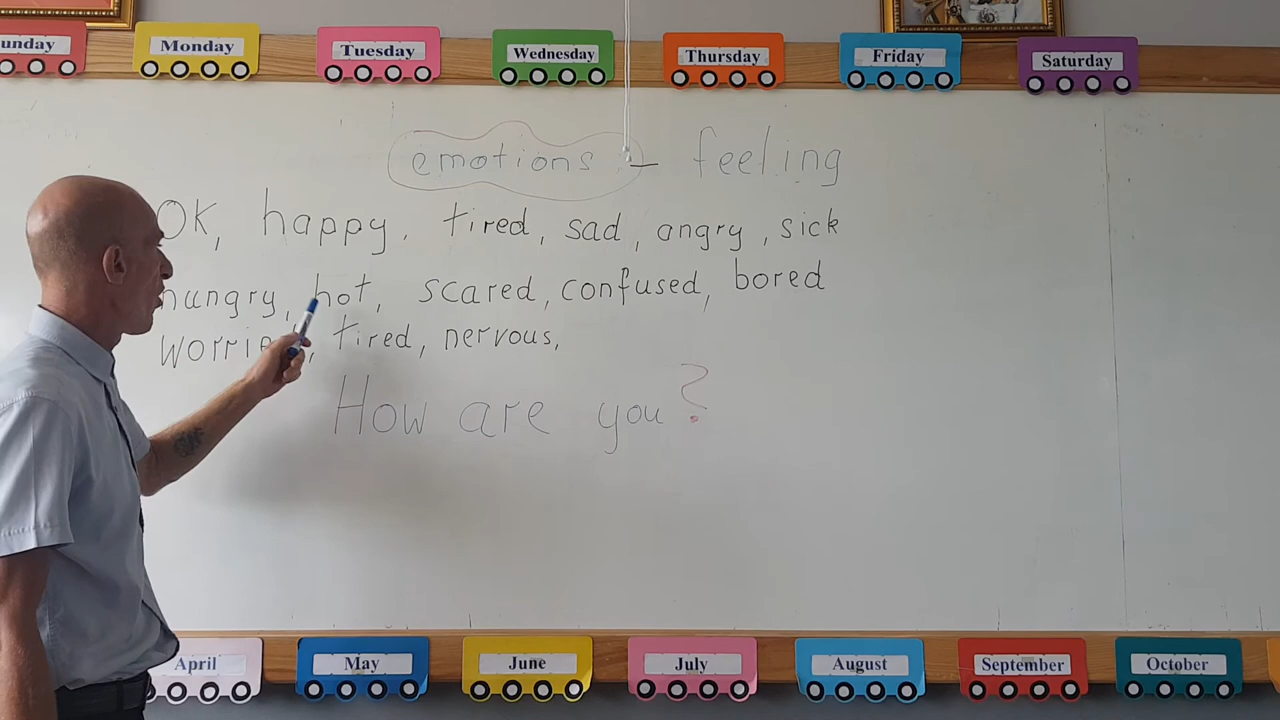 unday Monday Tuesday Wednesday Thursday Friday Saturday
emotions - feeling
OK, happy, tired, sad, angry, sick
hungry, hot, scared, confused, bored
worried, tired, nervous,
How are you?
April May June July August September October